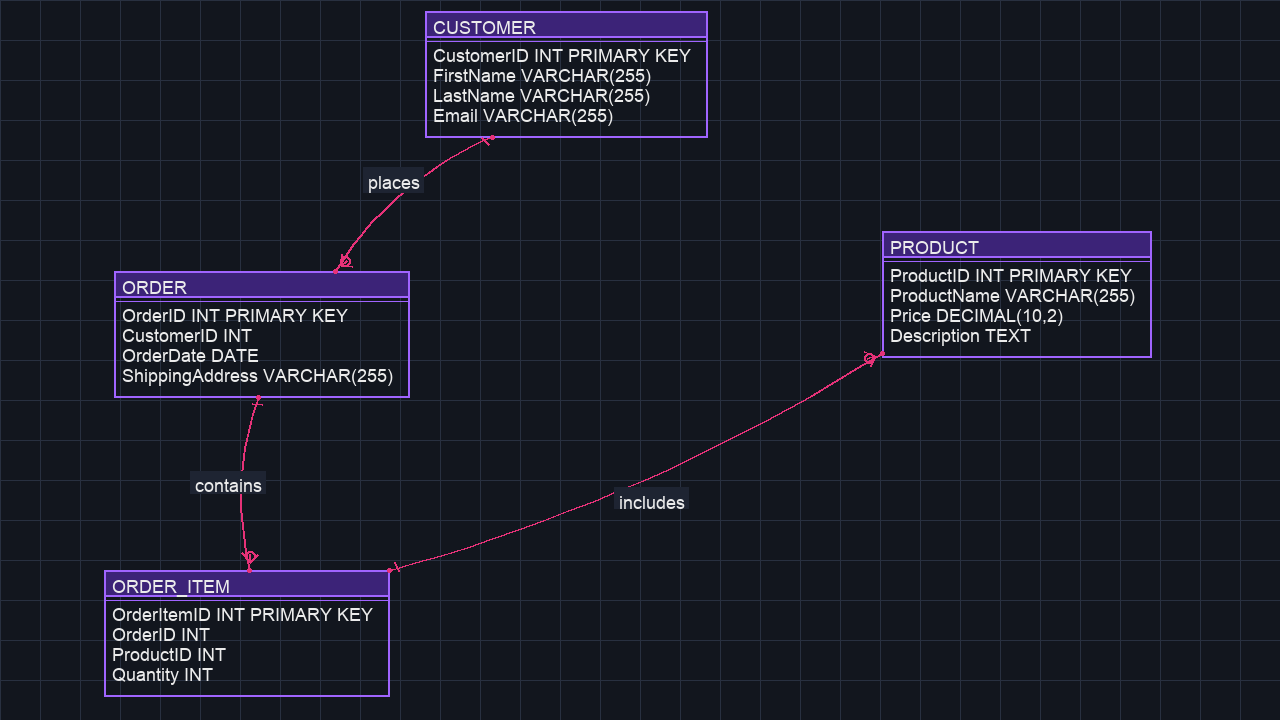 CUSTOMER
CustomerID INT PRIMARY KEY
FirstName VARCHAR(255)
LastName VARCHAR(255)
Email VARCHAR(255)
places
ORDER
OrderID INT PRIMARY KEY
CustomerID INT
OrderDate DATE
ShippingAddress VARCHAR(255)
PRODUCT
ProductID INT PRIMARY KEY
ProductName VARCHAR(255)
Price DECIMAL(10,2)
Description TEXT
contains
includes
ORDER_ITEM
OrderItemID INT PRIMARY KEY
OrderID INT
ProductID INT
Quantity INT